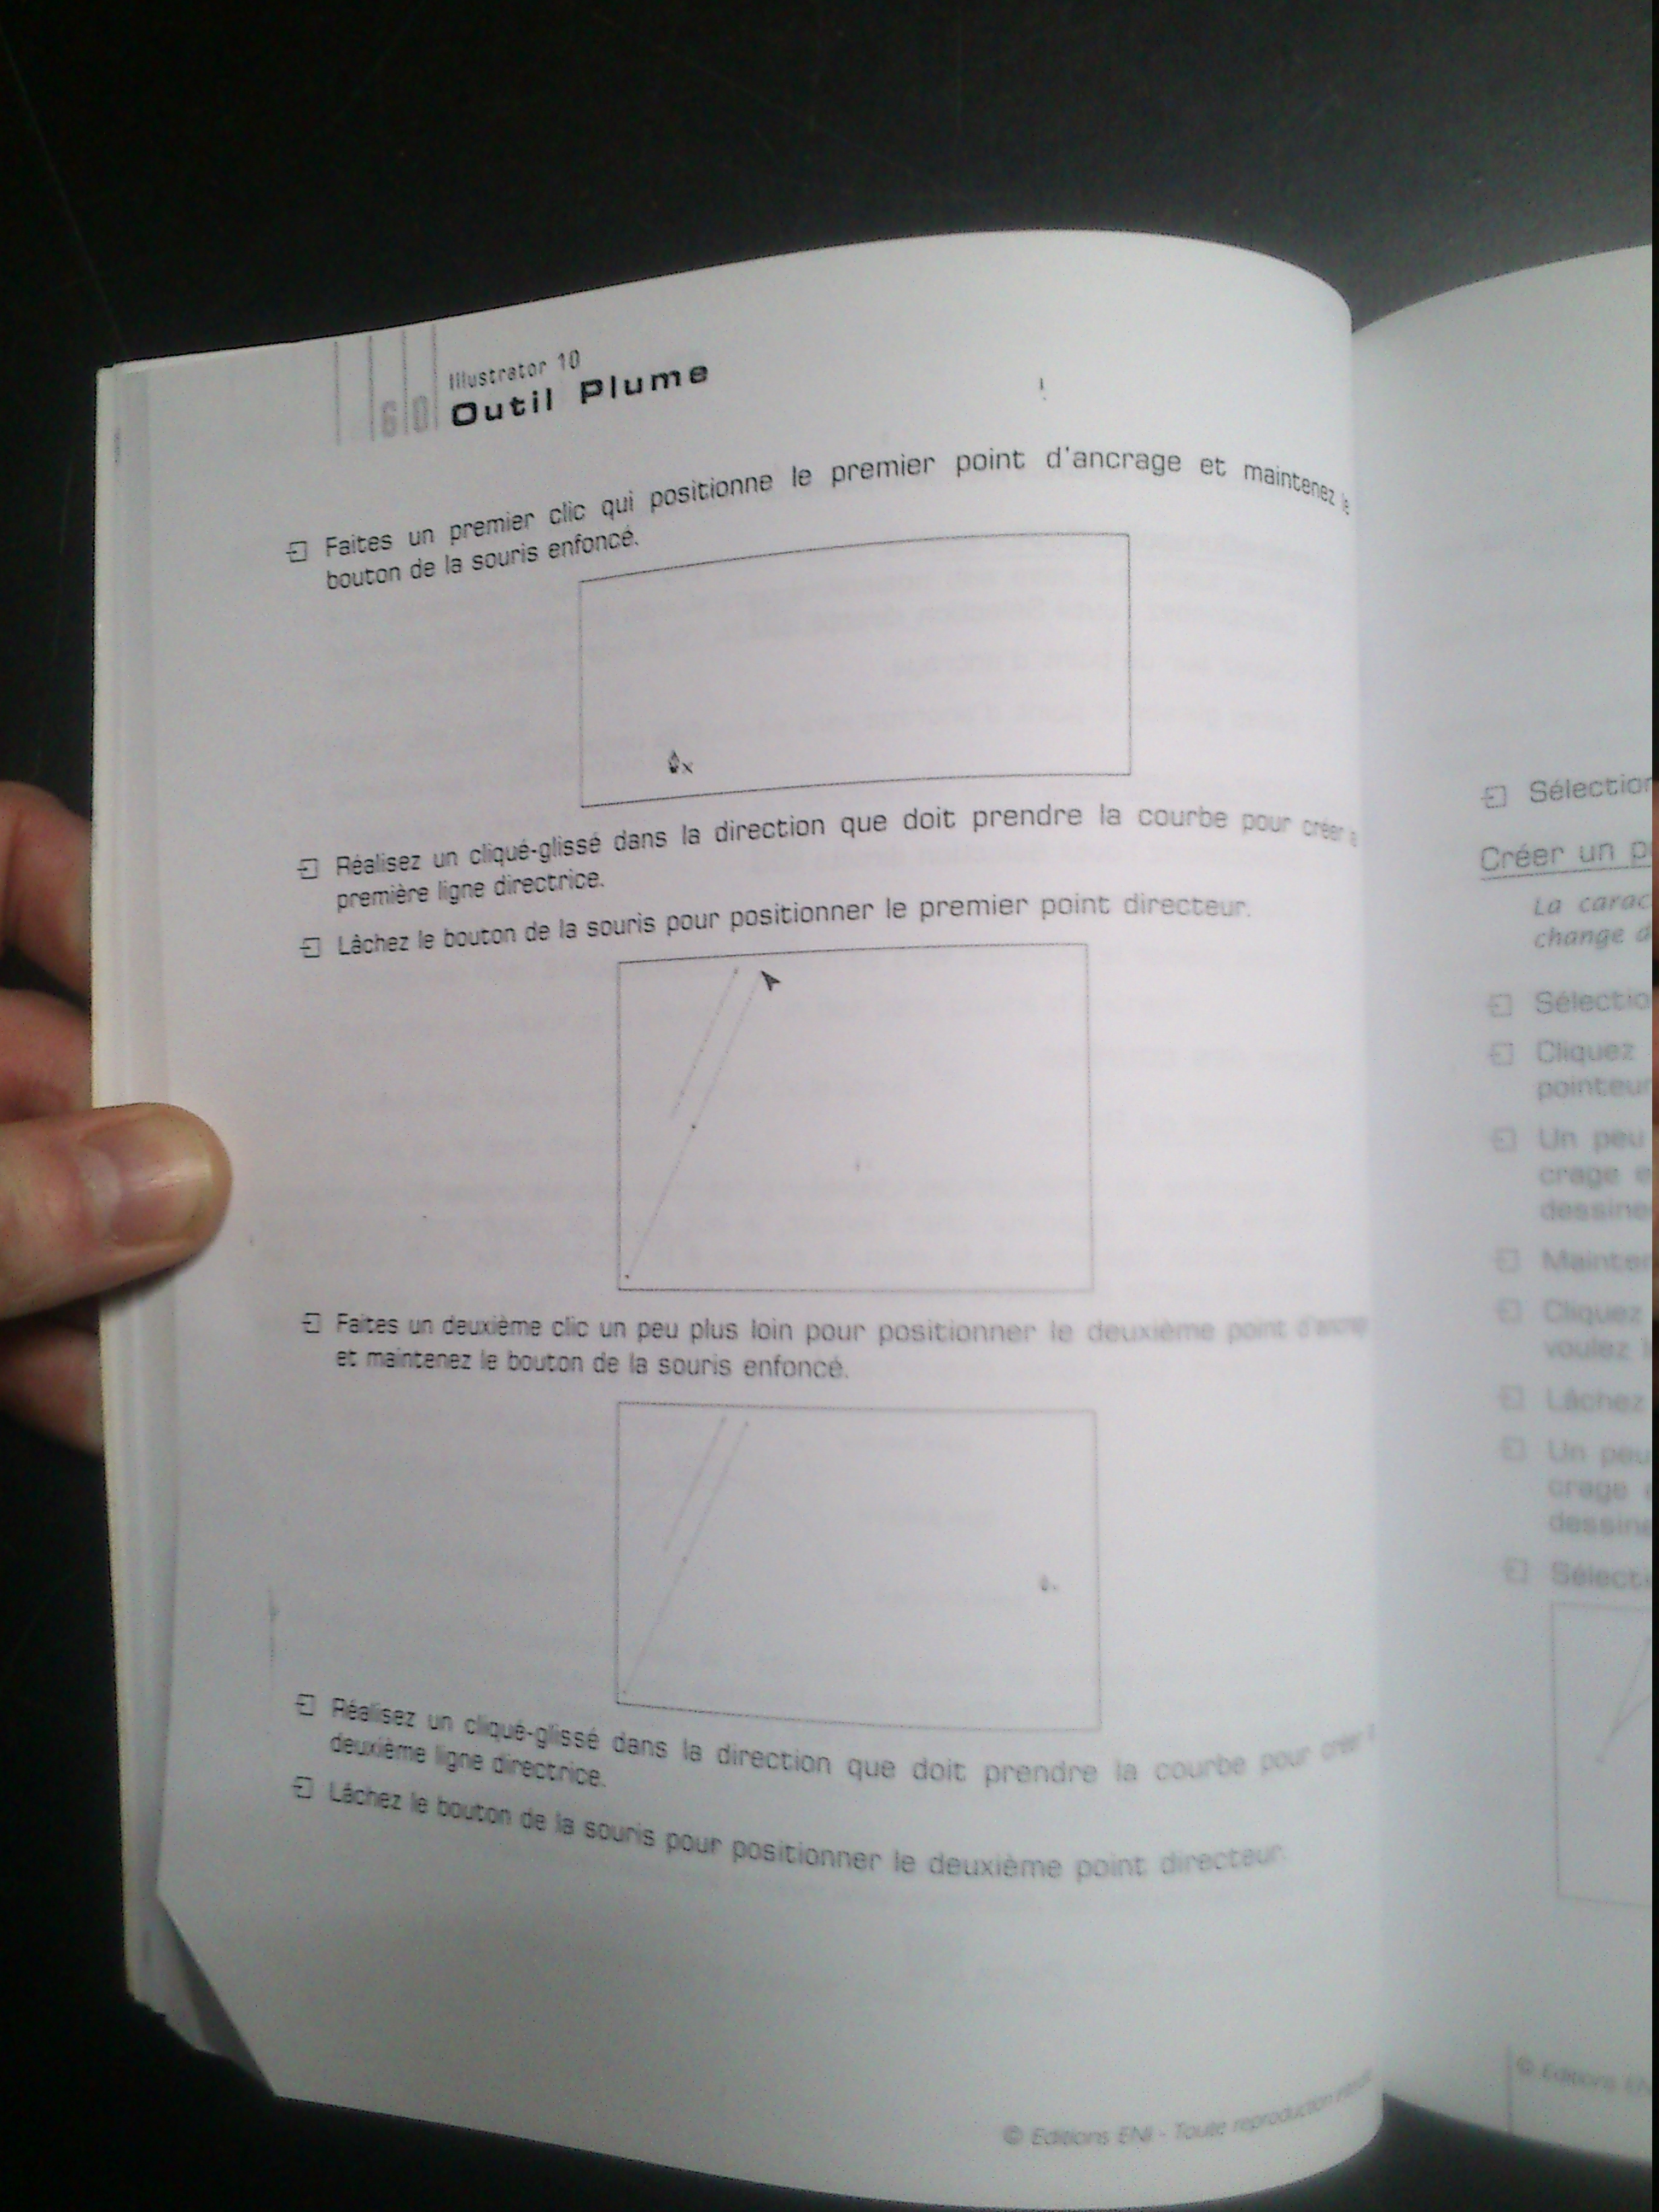 Illustrator 10
Outil Plume
Faites un premier clic qui positionne le premier point d'ancrage et maintenez le
bouton de la souris enfoncé.
Réalisez un cliqué-glissé dans la direction que doit prendre la courbe pour créer
première ligne directrice.
Lâchez le bouton de la souris pour positionner le premier point directeur.
Faites un deuxième clic un peu plus loin pour positionner le deuxième point
et maintenez le bouton de la souris enfoncé.
Réalisez un cliqué-glissé dans la direction que doit prendre la courbe pour créer
deuxième ligne directrice.
Lâchez le bouton de la souris pour positionner le deuxième point directeur.
© Editions ENI - Toute reproduction
Sélection
Créer un p
La carac
change d
Sélectio
Cliquez
pointeur
Un peu
crage e
dessine
Mainten
Cliquez
voulez l
Lâchez
Un peu
crage
dessine
Sélecti
© Editions EN